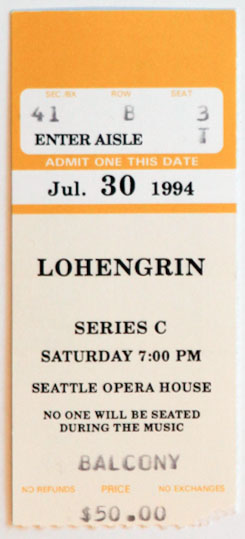 SEC./BX. ROW SEAT
41 B 3
ENTER AISLE T
ADMIT ONE THIS DATE
Jul. 30 1994
LOHENGRIN
SERIES C
SATURDAY 7:00 PM
SEATTLE OPERA HOUSE
NO ONE WILL BE SEATED
DURING THE MUSIC
BALCONY
NO REFUNDS PRICE NO EXCHANGES
$50.00